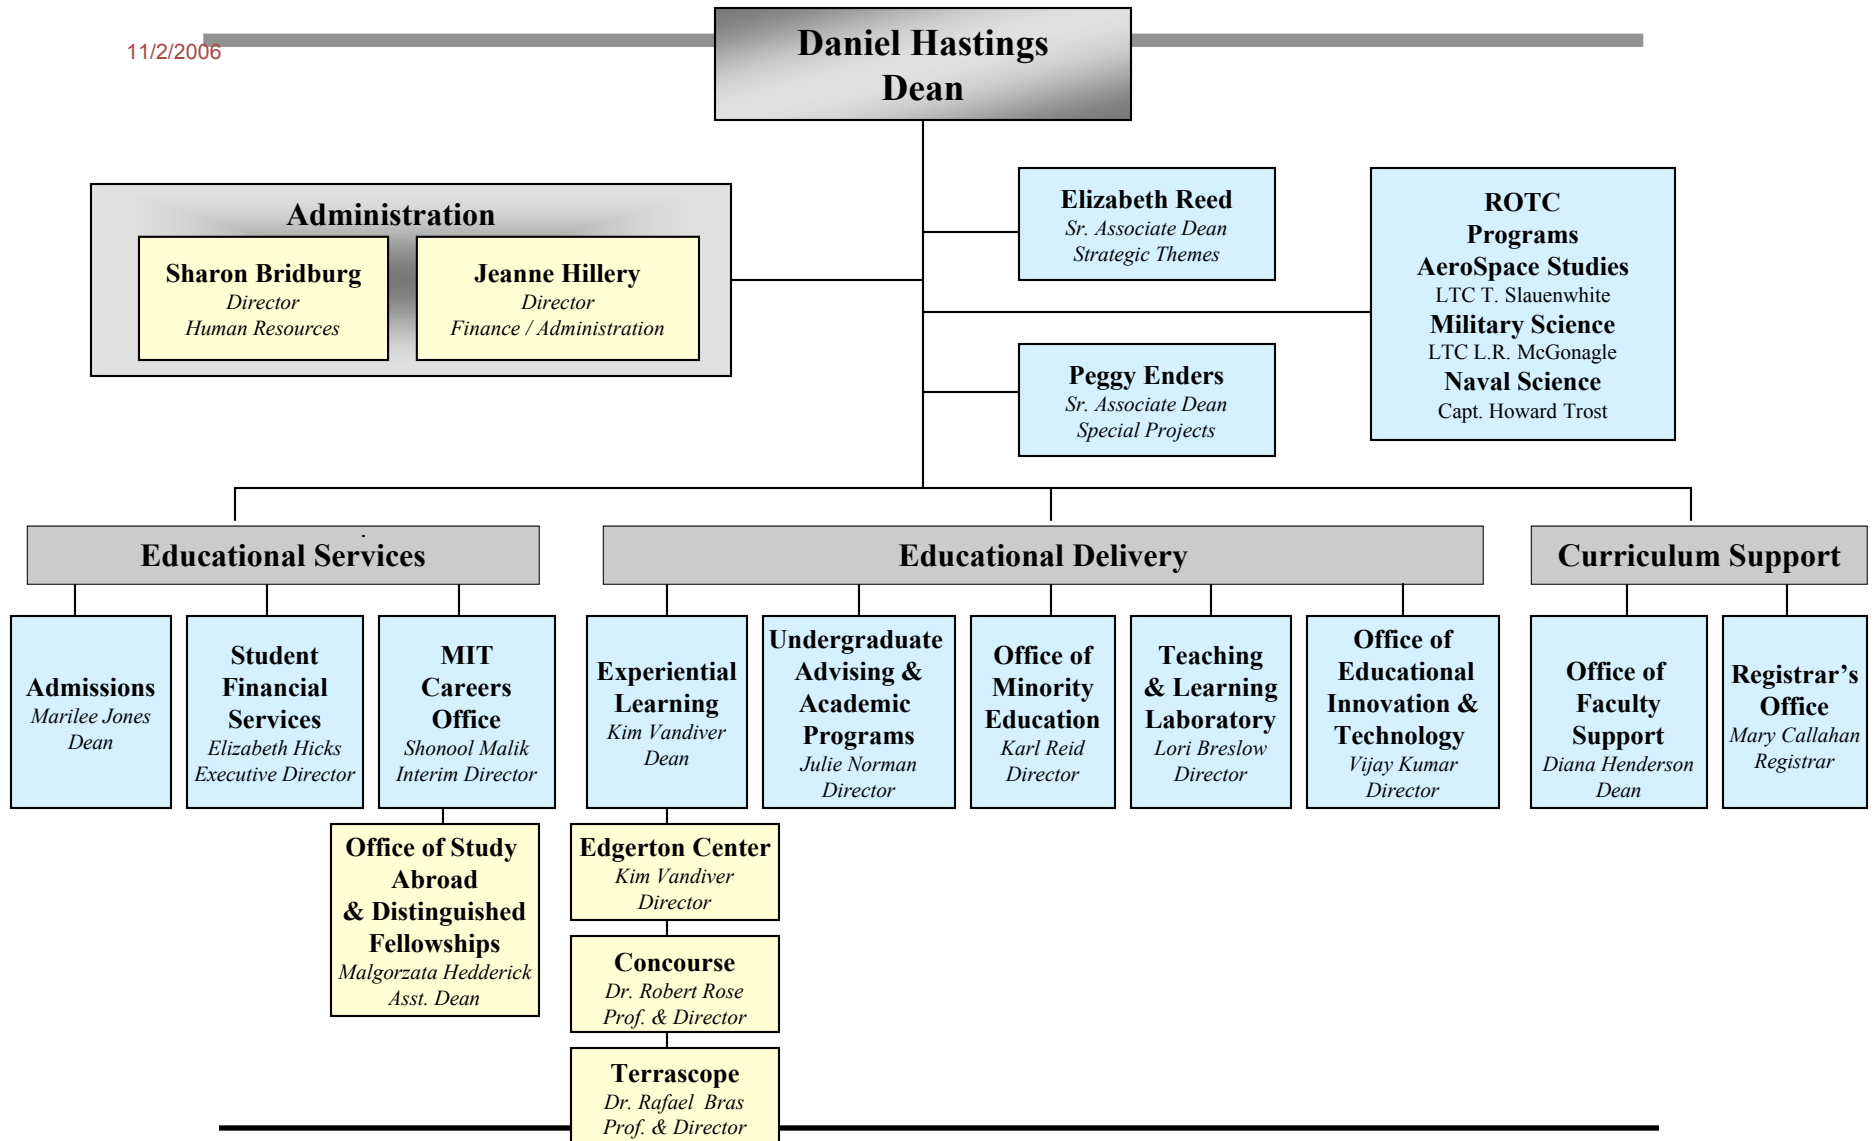 11/2/2006
Daniel Hastings
Dean
Administration
Sharon Bridburg
Director
Human Resources
Jeanne Hillery
Director
Finance / Administration
Elizabeth Reed
Sr. Associate Dean
Strategic Themes
Peggy Enders
Sr. Associate Dean
Special Projects
ROTC
Programs
AeroSpace Studies
LTC T. Slauenwhite
Military Science
LTC L.R. McGonagle
Naval Science
Capt. Howard Trost
Educational Services
Admissions
Marilee Jones
Dean
Student
Financial
Services
Elizabeth Hicks
Executive Director
MIT
Careers
Office
Shonool Malik
Interim Director
Office of Study
Abroad
& Distinguished
Fellowships
Malgorzata Hedderick
Asst. Dean
Educational Delivery
Experiential
Learning
Kim Vandiver
Dean
Edgerton Center
Kim Vandiver
Director
Concourse
Dr. Robert Rose
Prof. & Director
Terrascope
Dr. Rafael Bras
Prof. & Director
Undergraduate
Advising &
Academic
Programs
Julie Norman
Director
Office of
Minority
Education
Karl Reid
Director
Teaching
& Learning
Laboratory
Lori Breslow
Director
Office of
Educational
Innovation &
Technology
Vijay Kumar
Director
Curriculum Support
Office of
Faculty
Support
Diana Henderson
Dean
Registrar’s
Office
Mary Callahan
Registrar